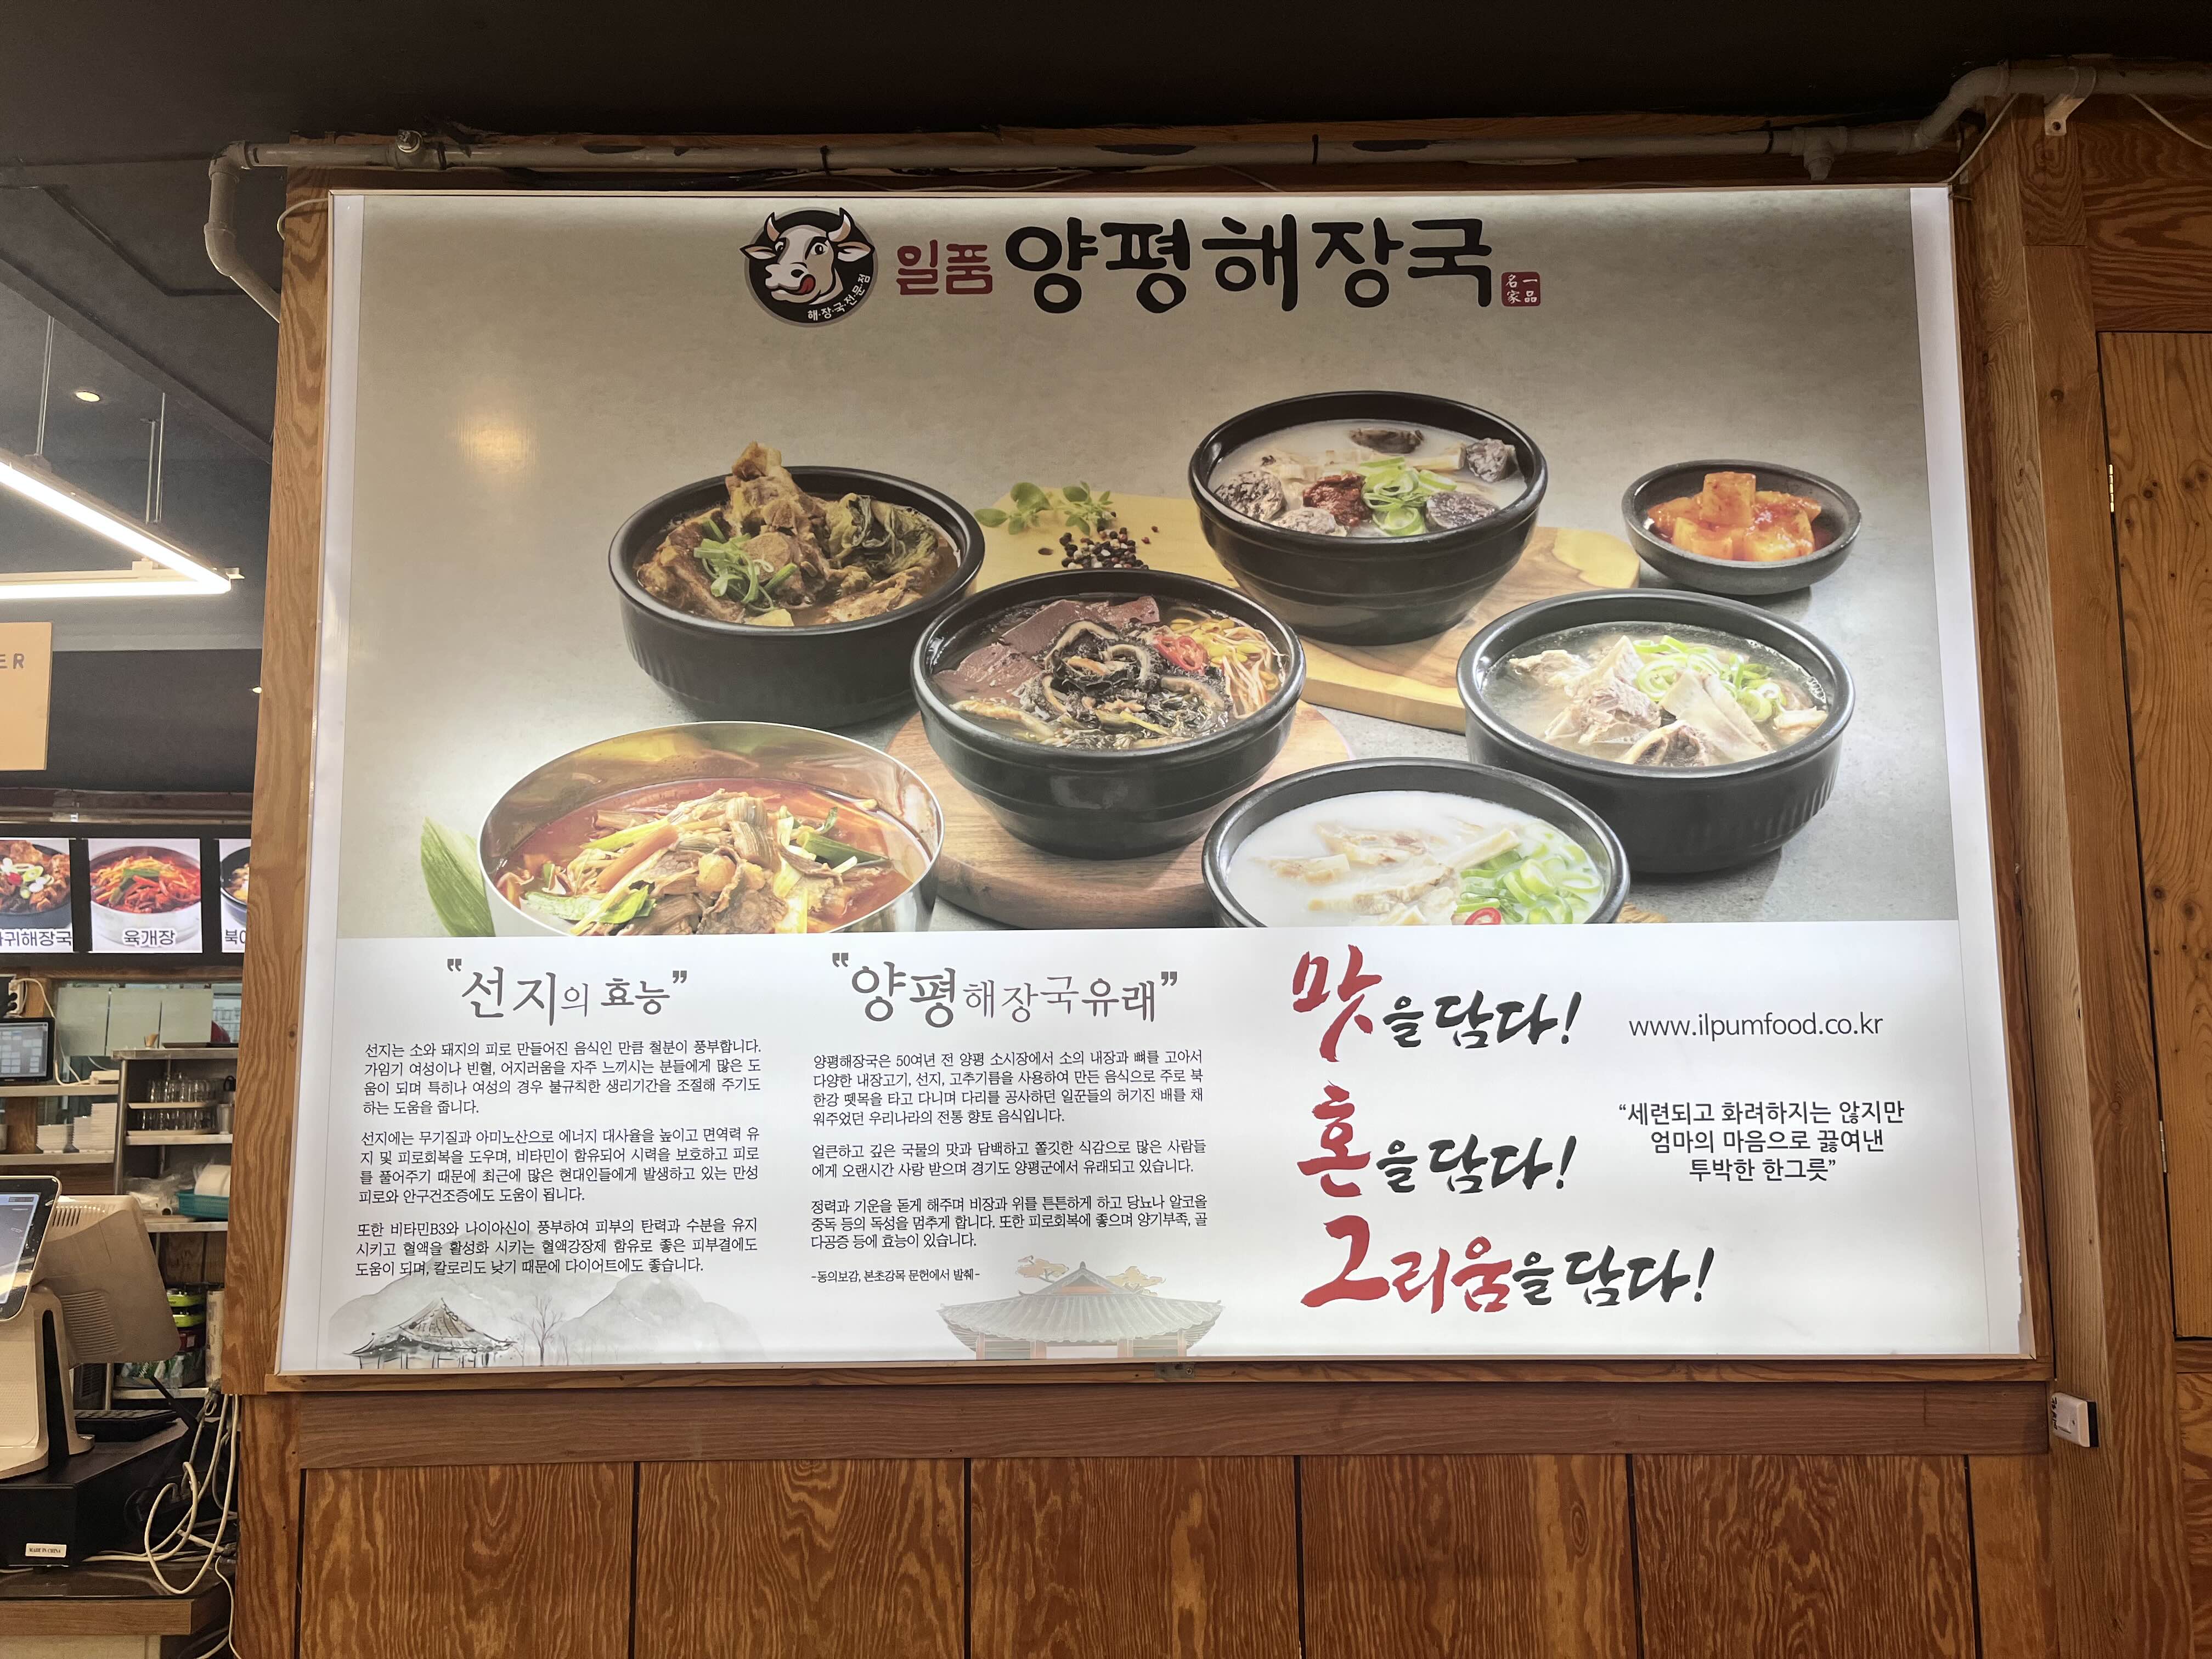 해·장·국·전·문·점
일품 양평해장국
名家 一品
ER
귀해장국
육개장
북어
"선지의 효능"
선지는 소와 돼지의 피로 만들어진 음식인 만큼 철분이 풍부합니다.
가임기 여성이나 빈혈, 어지러움을 자주 느끼시는 분들에게 많은 도
움이 되며 특히나 여성의 경우 불규칙한 생리기간을 조절해 주기도
하는 도움을 줍니다.
선지에는 무기질과 아미노산으로 에너지 대사율을 높이고 면역력 유
지 및 피로회복을 도우며, 비타민이 함유되어 시력을 보호하고 피로
를 풀어주기 때문에 최근에 많은 현대인들에게 발생하고 있는 만성
피로와 안구건조증에도 도움이 됩니다.
또한 비타민B3와 나이아신이 풍부하여 피부의 탄력과 수분을 유지
시키고 혈액을 활성화 시키는 혈액강장제 함유로 좋은 피부결에도
도움이 되며, 칼로리도 낮기 때문에 다이어트에도 좋습니다.
"양평해장국유래"
양평해장국은 50여년 전 양평 소시장에서 소의 내장과 뼈를 고아서
다양한 내장고기, 선지, 고추기름을 사용하여 만든 음식으로 주로 북
한강 뗏목을 타고 다니며 다리를 공사하던 일꾼들의 허기진 배를 채
워주었던 우리나라의 전통 향토 음식입니다.
얼큰하고 깊은 국물의 맛과 담백하고 쫄깃한 식감으로 많은 사람들
에게 오랜시간 사랑 받으며 경기도 양평군에서 유래되고 있습니다.
정력과 기운을 돋게 해주며 비장과 위를 튼튼하게 하고 당뇨나 알코올
중독 등의 독성을 멈추게 합니다. 또한 피로회복에 좋으며 양기부족, 골
다공증 등에 효능이 있습니다.
-동의보감, 본초강목 문헌에서 발췌-
맛을 담다!
혼을 담다!
그리움을 담다!
www.ilpumfood.co.kr
“세련되고 화려하지는 않지만
엄마의 마음으로 끓여낸
투박한 한그릇”
MADE IN CHINA